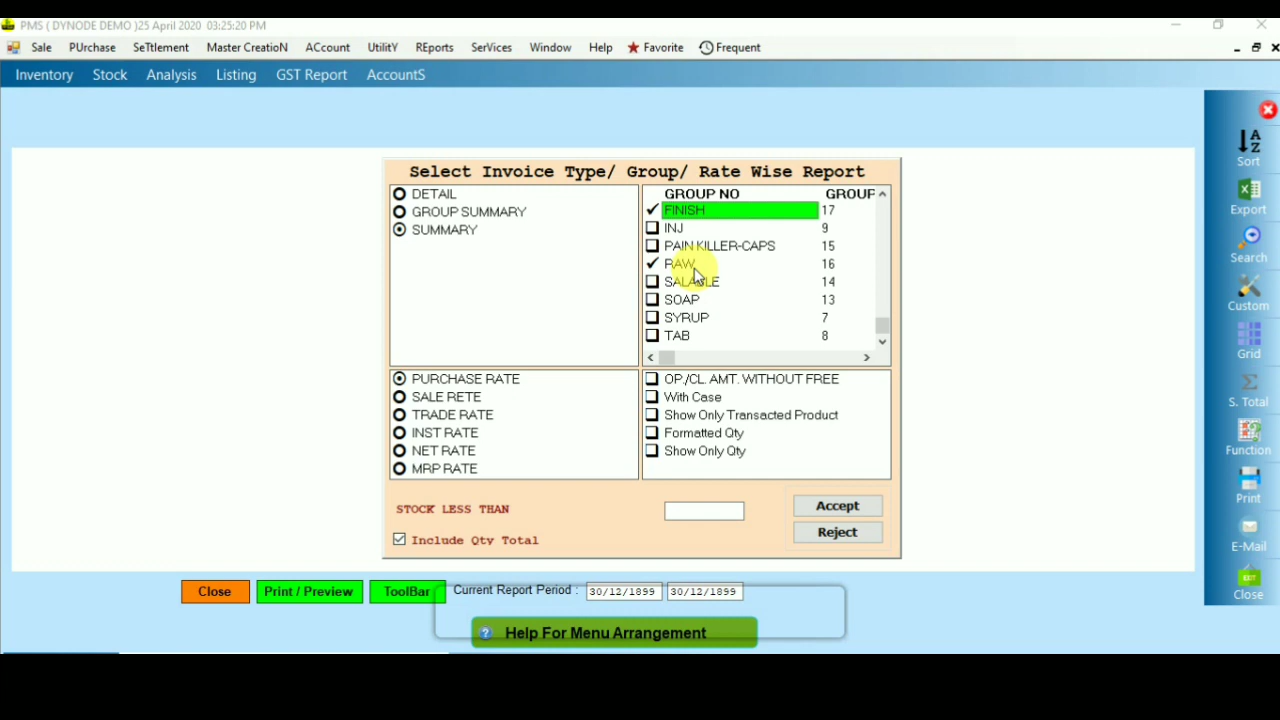 PMS ( DYNODE DEMO )25 April 2020 03:25:20 PM
Sale PUrchase SeTtlement Master CreatioN ACcount UtilitY REports SerVices Window Help Favorite Frequent
Inventory Stock Analysis Listing GST Report AccountS
Select Invoice Type/ Group/ Rate Wise Report
DETAIL
GROUP SUMMARY
SUMMARY
GROUP NO GROUP
FINISH 17
INJ 9
PAIN KILLER-CAPS 15
RAW 16
SALABLE 14
SOAP 13
SYRUP 7
TAB 8
PURCHASE RATE
SALE RETE
TRADE RATE
INST RATE
NET RATE
MRP RATE
OP./CL. AMT. WITHOUT FREE
With Case
Show Only Transacted Product
Formatted Qty
Show Only Qty
STOCK LESS THAN
Include Qty Total
Accept
Reject
Sort
Export
Search
Custom
Grid
S. Total
Function
Print
E-Mail
EXIT
Close
Close Print / Preview ToolBar Current Report Period : 30/12/1899 30/12/1899
Help For Menu Arrangement